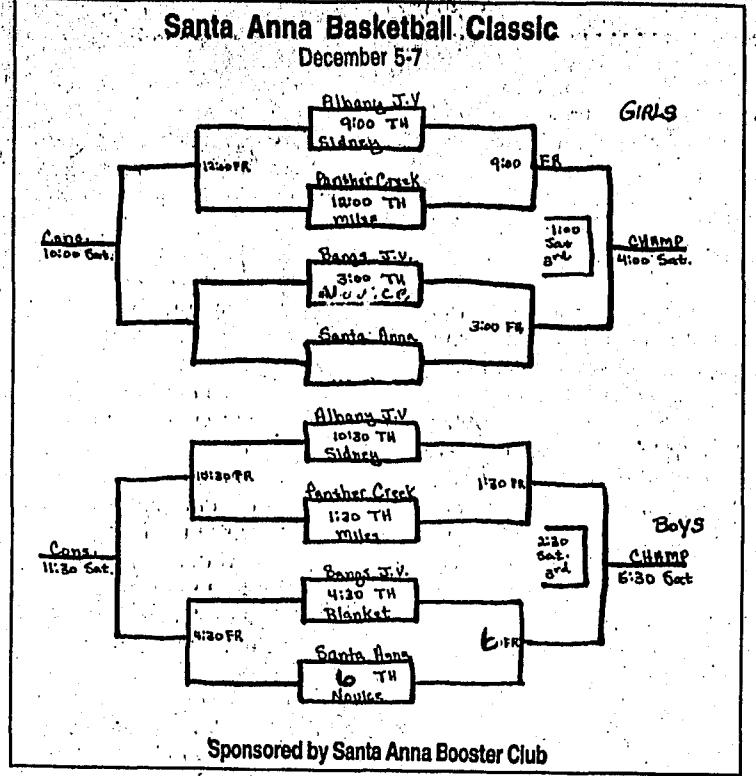 Santa Anna Basketball Classic
December 5-7
GIRLS
Albany J.V
9:00 TH
Sidney
12:00 FR
9:00 FR
Panther Creek
12:00 TH
Miles
Cons.
10:00 Sat.
1:00
Sat
3rd
CHAMP
4:00 Sat.
Bangs J.V.
3:00 TH
3:00 FR
Santa Anna
Albany J.V
10:30 TH
Sidney
10:30 FR
1:30 FR
Panther Creek
1:30 TH
Miles
BOYS
Cons.
11:30 Sat.
2:30
Sat.
3rd
CHAMP
5:30 Sat
Bangs J.V.
4:30 TH
Blanket
4:30 FR
6 FR
Santa Anna
6 TH
Novice
Sponsored by Santa Anna Booster Club